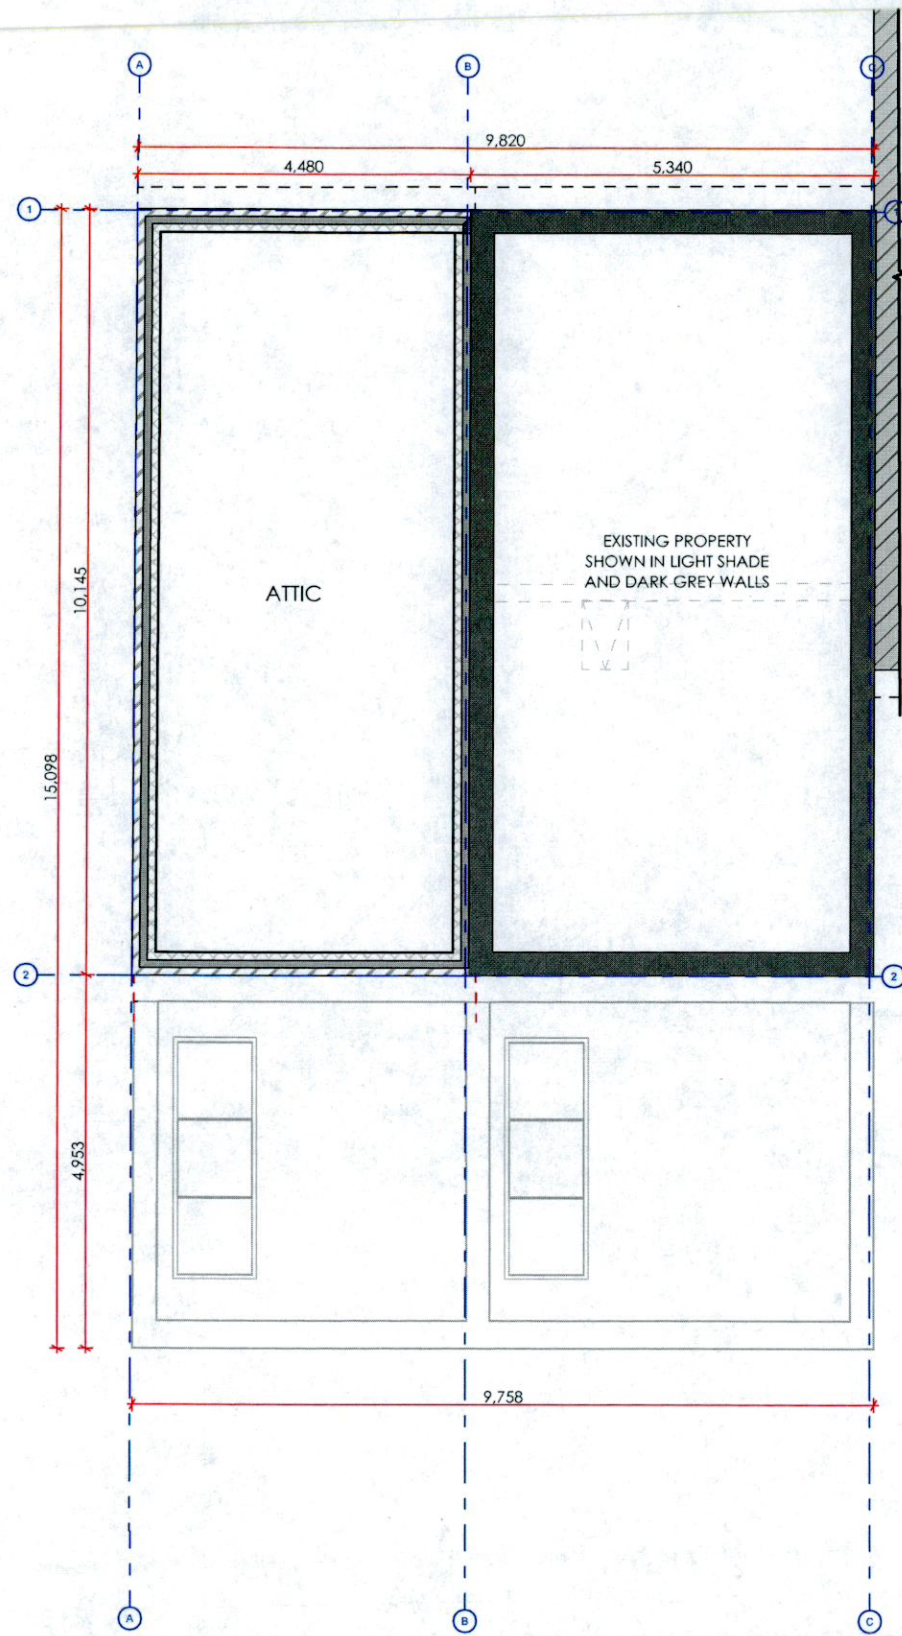 A
B
C
9,820
4,480
5,340
1
10,145
15,098
ATTIC
EXISTING PROPERTY
SHOWN IN LIGHT SHADE
AND DARK GREY WALLS
2
2
4,953
9,758
A
B
C